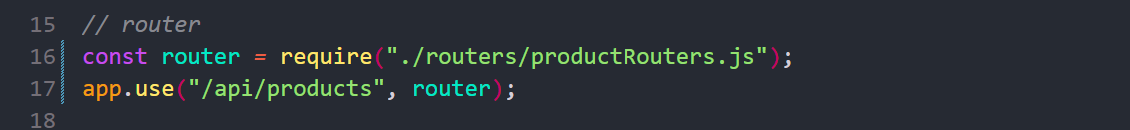 15 // router
16 const router = require("./routers/productRouters.js");
17 app.use("/api/products", router);
18